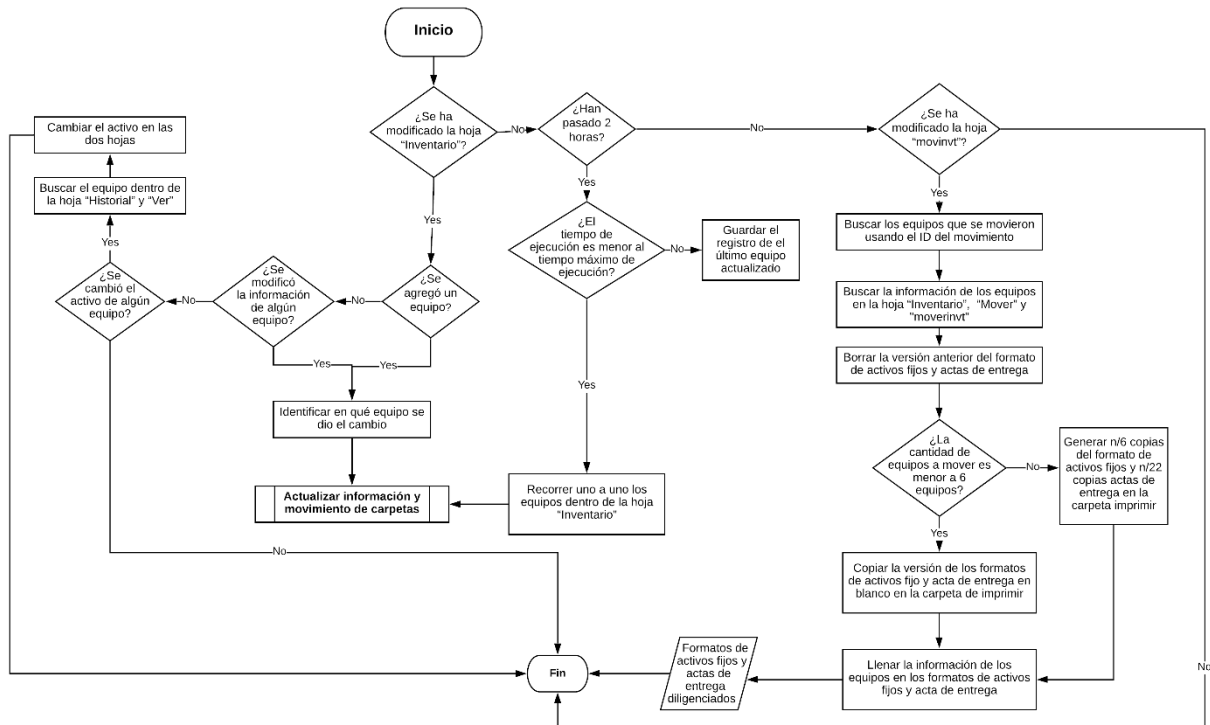 Inicio
¿Se ha
modificado la hoja
“Inventario”?
No
¿Han
pasado 2
horas?
No
¿Se ha
modificado la hoja
“movinvt”?
Cambiar el activo en las
dos hojas
Buscar el equipo dentro de
la hoja “Historial” y “Ver”
Yes
¿Se
cambió el
activo de algún
equipo?
No
¿Se
modificó
la información
de algún
equipo?
No
¿Se
agregó un
equipo?
Yes
Yes
Yes
Identificar en qué equipo se
dio el cambio
Actualizar información y
movimiento de carpetas
No
Yes
¿El
tiempo de
ejecución es menor al
tiempo máximo de
ejecución?
No
Guardar el
registro de el
último equipo
actualizado
Yes
Recorrer uno a uno los
equipos dentro de la hoja
“Inventario”
Yes
Buscar los equipos que se movieron
usando el ID del movimiento
Buscar la información de los equipos
en la hoja “Inventario”, “Mover” y
"moverinvt"
Borrar la versión anterior del formato
de activos fijos y actas de entrega
¿La
cantidad de
equipos a mover es
menor a 6
equipos?
No
Generar n/6 copias
del formato de
activos fijos y n/22
copias actas de
entrega en la
carpeta imprimir
Yes
Copiar la versión de los formatos
de activos fijo y acta de entrega en
blanco en la carpeta de imprimir
Llenar la información de los
equipos en los formatos de activos
fijos y acta de entrega
Formatos de
activos fijos y
actas de
entrega
diligenciados
Fin
No